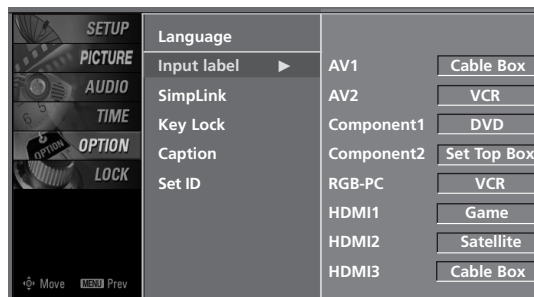 SETUP
PICTURE
AUDIO
TIME
OPTION
LOCK
Move MENU Prev
Language
Input label ►
SimpLink
Key Lock
Caption
Set ID
AV1 Cable Box
AV2 VCR
Component1 DVD
Component2 Set Top Box
RGB-PC VCR
HDMI1 Game
HDMI2 Satellite
HDMI3 Cable Box